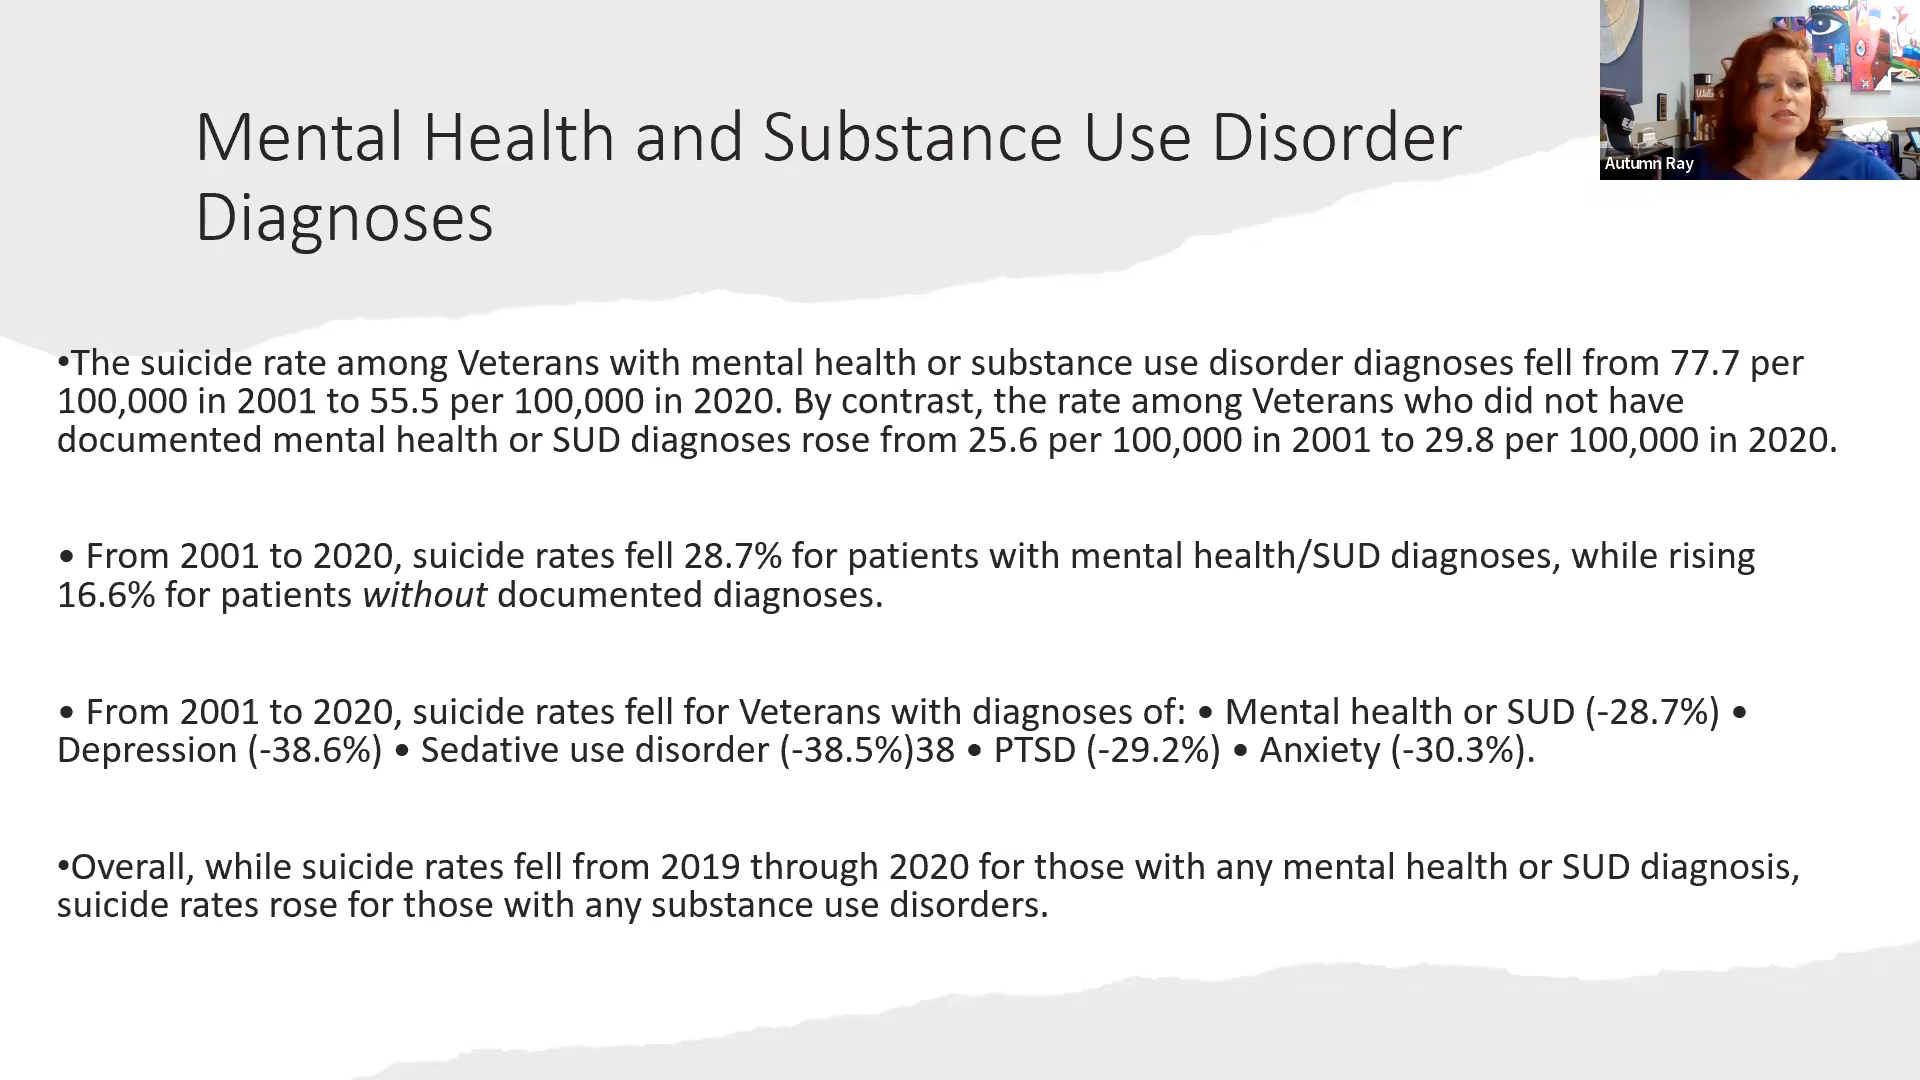 Mental Health and Substance Use Disorder
Diagnoses
Autumn Ray
•The suicide rate among Veterans with mental health or substance use disorder diagnoses fell from 77.7 per
100,000 in 2001 to 55.5 per 100,000 in 2020. By contrast, the rate among Veterans who did not have
documented mental health or SUD diagnoses rose from 25.6 per 100,000 in 2001 to 29.8 per 100,000 in 2020.
• From 2001 to 2020, suicide rates fell 28.7% for patients with mental health/SUD diagnoses, while rising
16.6% for patients without documented diagnoses.
• From 2001 to 2020, suicide rates fell for Veterans with diagnoses of: • Mental health or SUD (-28.7%) •
Depression (-38.6%) • Sedative use disorder (-38.5%)38 • PTSD (-29.2%) • Anxiety (-30.3%).
•Overall, while suicide rates fell from 2019 through 2020 for those with any mental health or SUD diagnosis,
suicide rates rose for those with any substance use disorders.